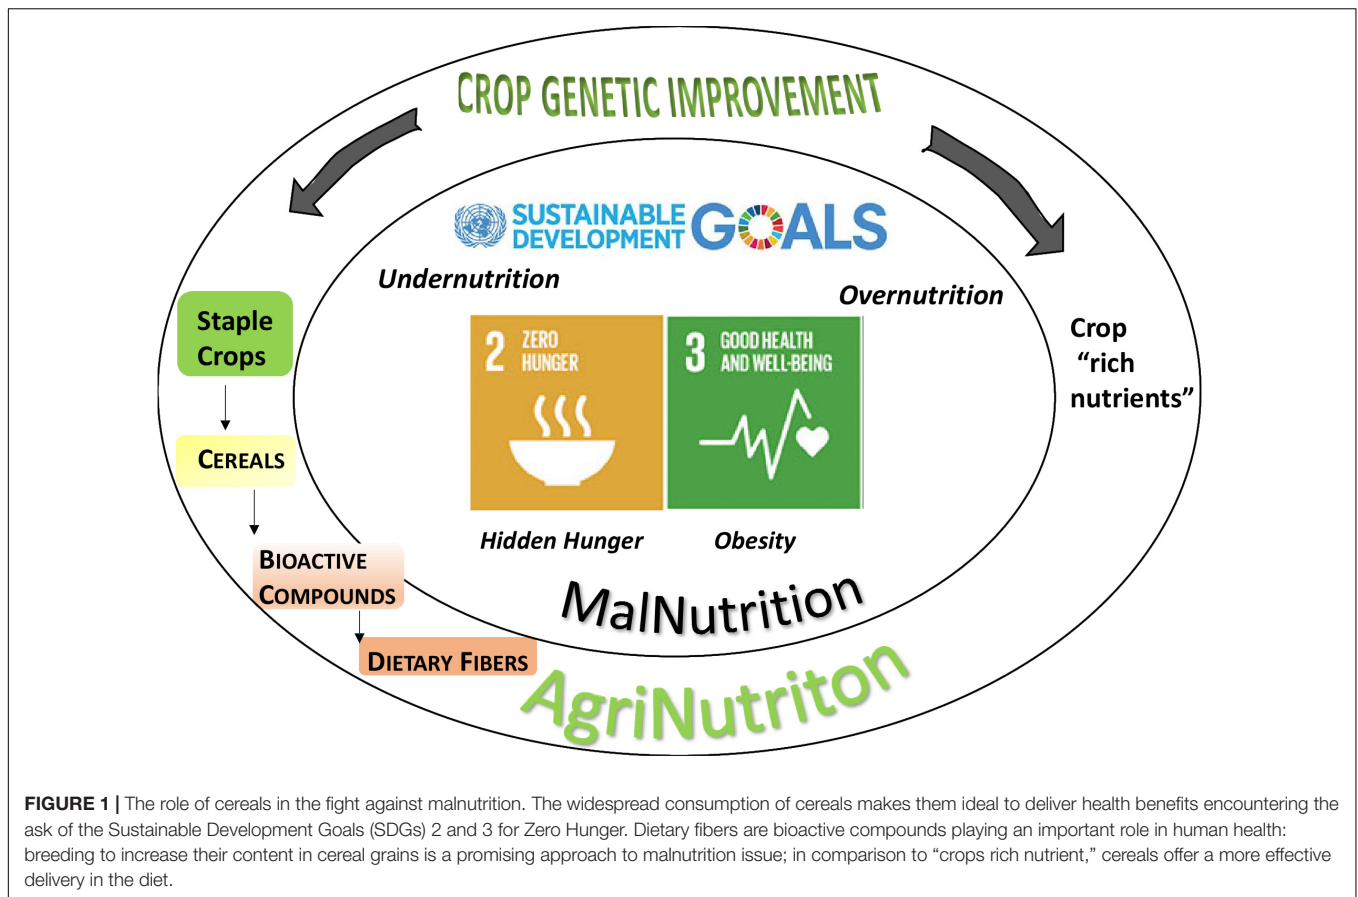 CROP GENETIC IMPROVEMENT
SUSTAINABLE
DEVELOPMENT
GOALS
Undernutrition
Overnutrition
Staple
Crops
CEREALS
BIOACTIVE
COMPOUNDS
DIETARY FIBERS
2 ZERO
HUNGER
3 GOOD HEALTH
AND WELL-BEING
Crop
“rich
nutrients”
Hidden Hunger
Obesity
MalNutrition
AgriNutriton
FIGURE 1 | The role of cereals in the fight against malnutrition. The widespread consumption of cereals makes them ideal to deliver health benefits encountering the
ask of the Sustainable Development Goals (SDGs) 2 and 3 for Zero Hunger. Dietary fibers are bioactive compounds playing an important role in human health:
breeding to increase their content in cereal grains is a promising approach to malnutrition issue; in comparison to “crops rich nutrient,” cereals offer a more effective
delivery in the diet.